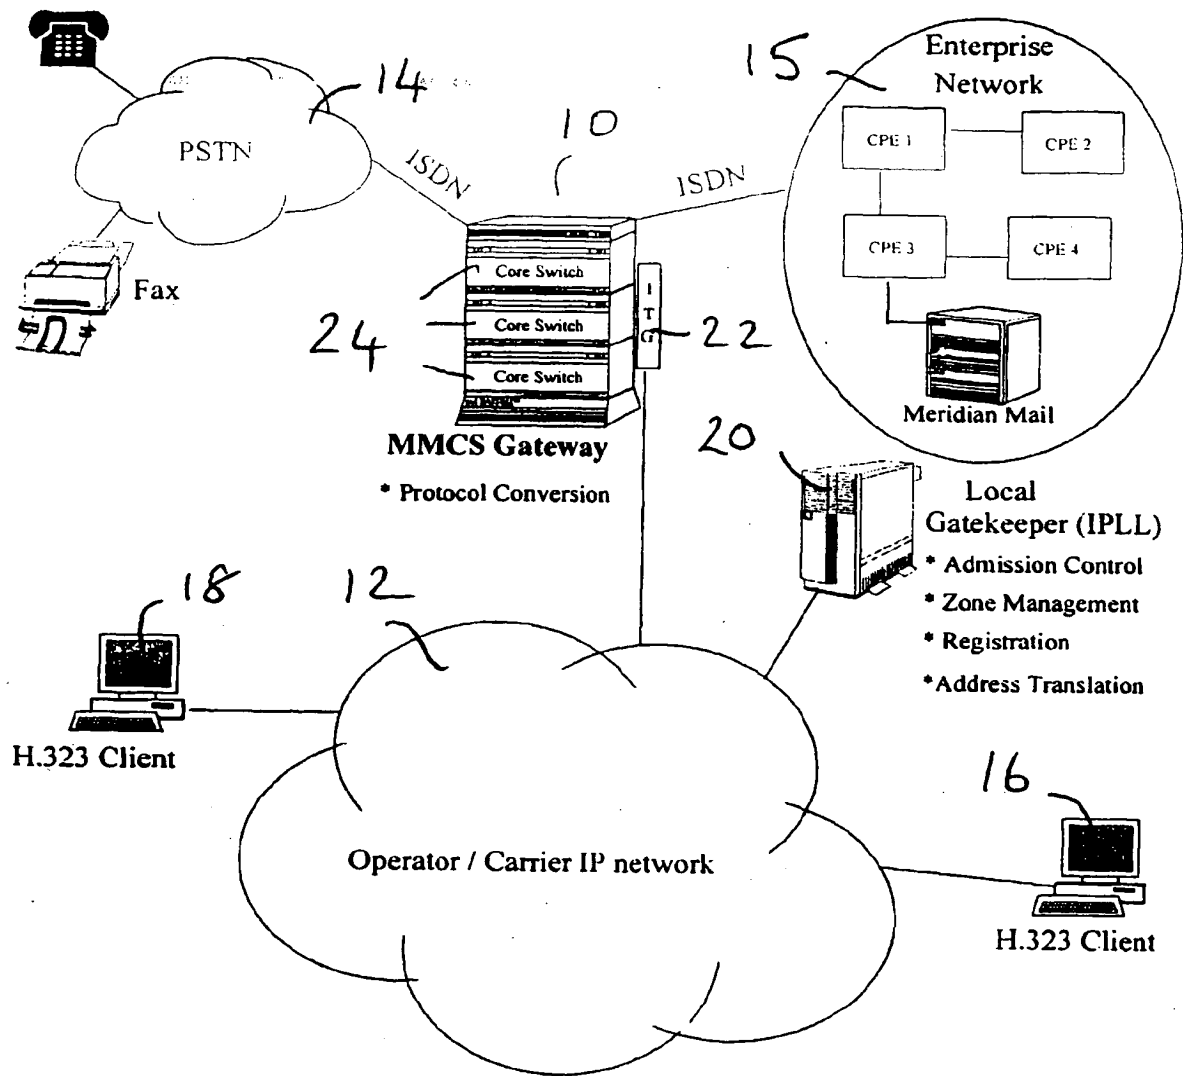 14
15
Enterprise
Network
10
PSTN
ISDN
ISDN
CPE 1
CPE 2
CPE 3
CPE 4
Fax
Core Switch
Core Switch
Core Switch
24
I
T
G
22
Meridian Mail
MMCS Gateway
* Protocol Conversion
20
Local
Gatekeeper (IPLL)
* Admission Control
* Zone Management
* Registration
*Address Translation
18
12
H.323 Client
16
Operator / Carrier IP network
H.323 Client